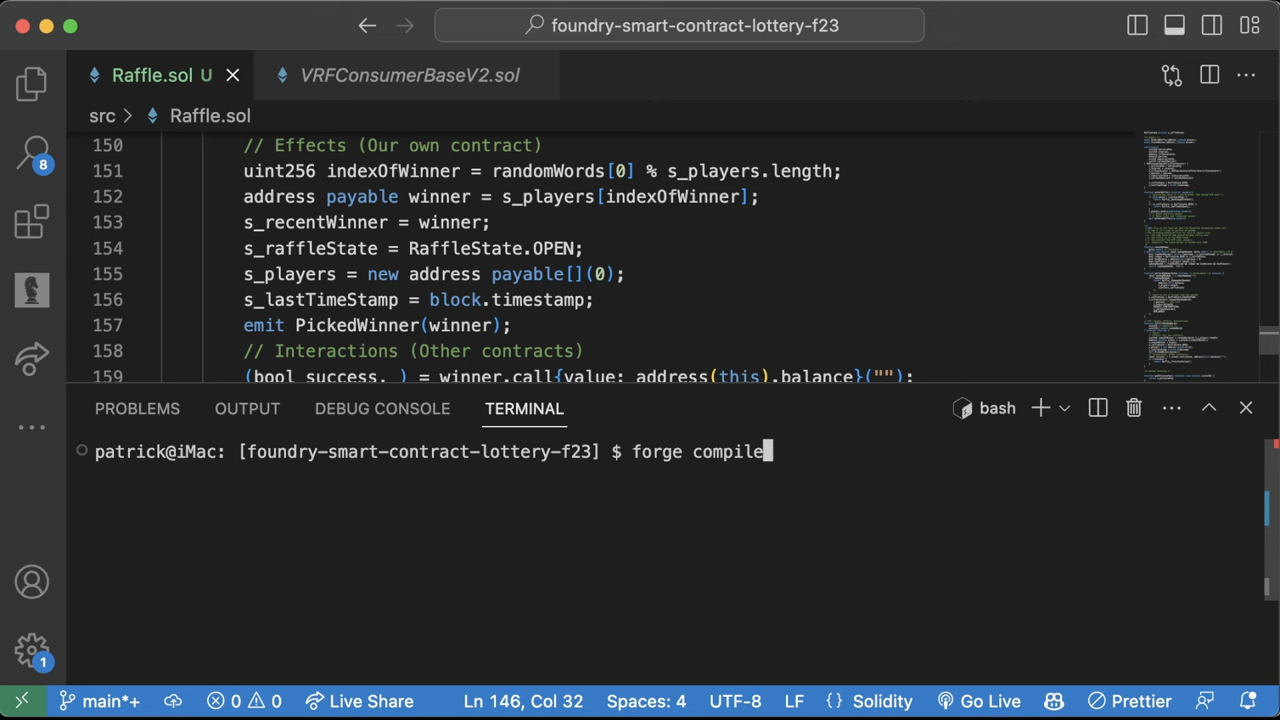 foundry-smart-contract-lottery-f23
Raffle.sol U
VRFConsumerBaseV2.sol
src > Raffle.sol
150 // Effects (Our own contract)
151 uint256 indexOfWinner = randomWords[0] % s_players.length;
152 address payable winner = s_players[indexOfWinner];
153 s_recentWinner = winner;
154 s_raffleState = RaffleState.OPEN;
155 s_players = new address payable[](0);
156 s_lastTimeStamp = block.timestamp;
157 emit PickedWinner(winner);
158 // Interactions (Other contracts)
159 (bool success, ) = winner.call{value: address(this).balance}("");
8
PROBLEMS OUTPUT DEBUG CONSOLE TERMINAL bash
patrick@iMac: [foundry-smart-contract-lottery-f23] $ forge compile
1
main*+ 0 0 Live Share Ln 146, Col 32 Spaces: 4 UTF-8 LF {} Solidity Go Live Prettier